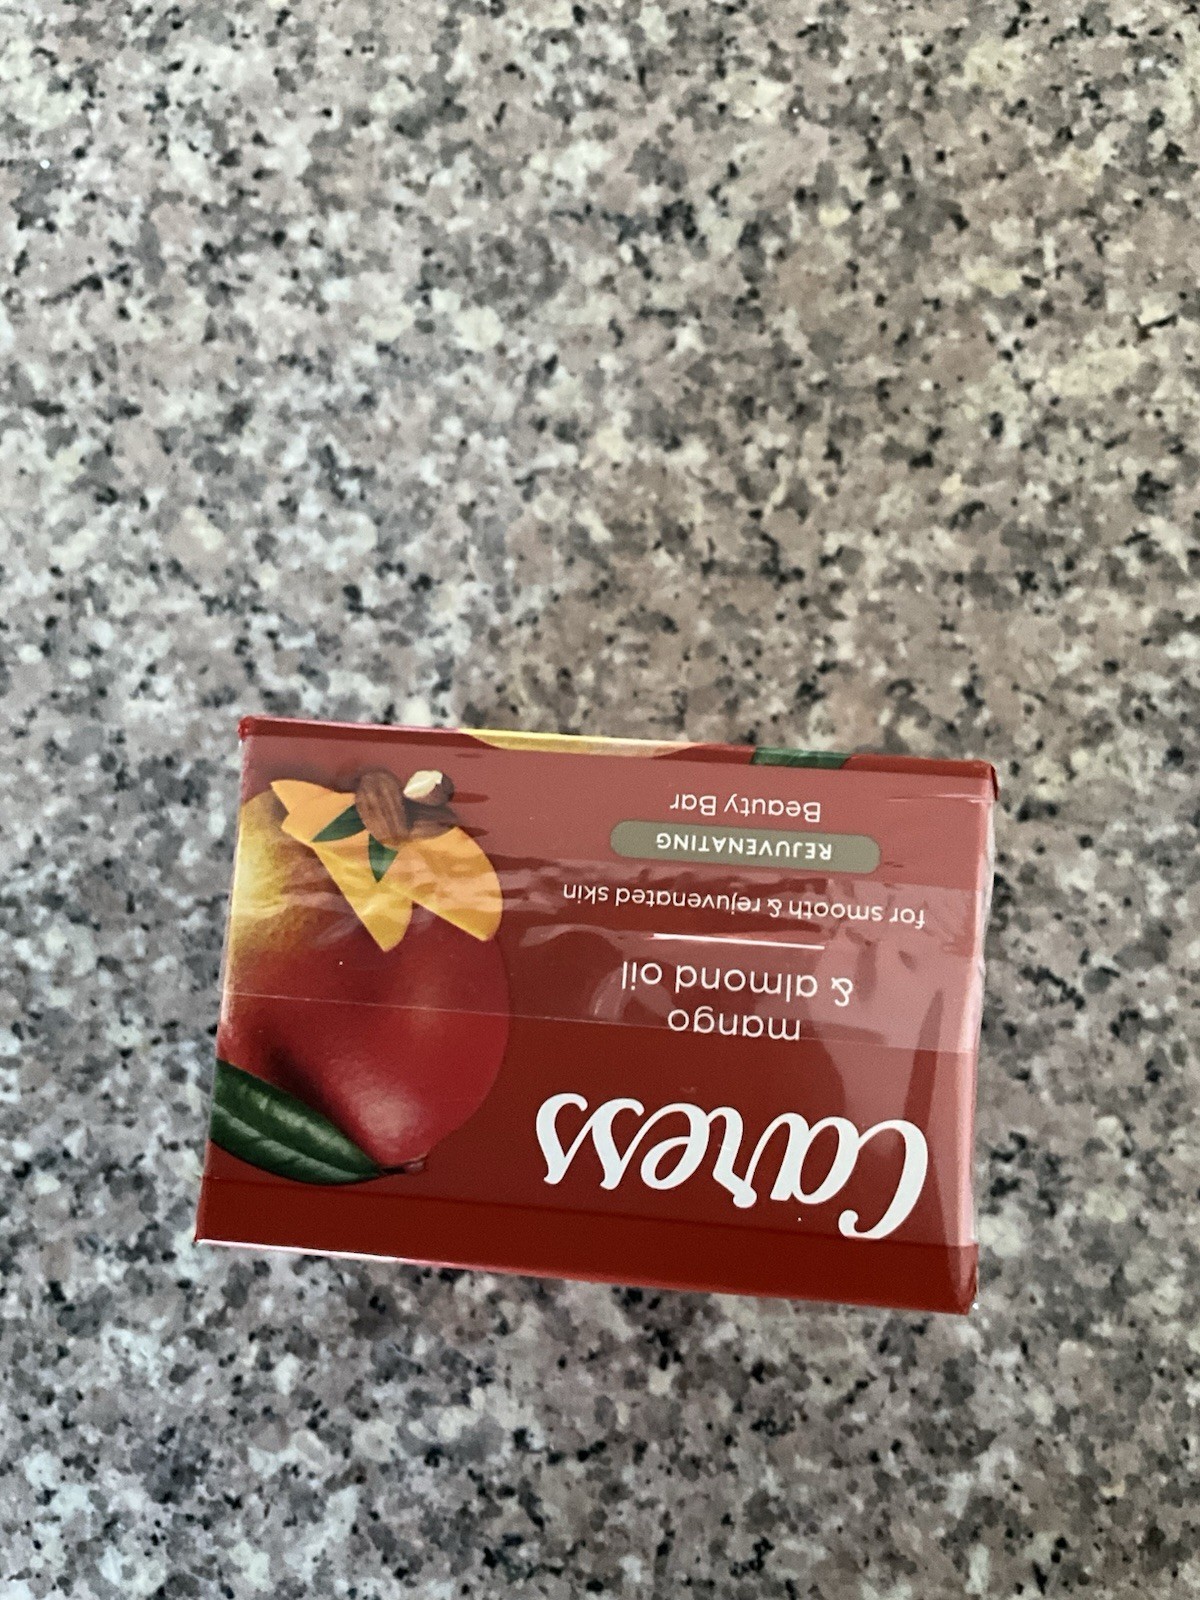 Caress
mango
& almond oil
for smooth & rejuvenated skin
REJUVENATING
Beauty Bar